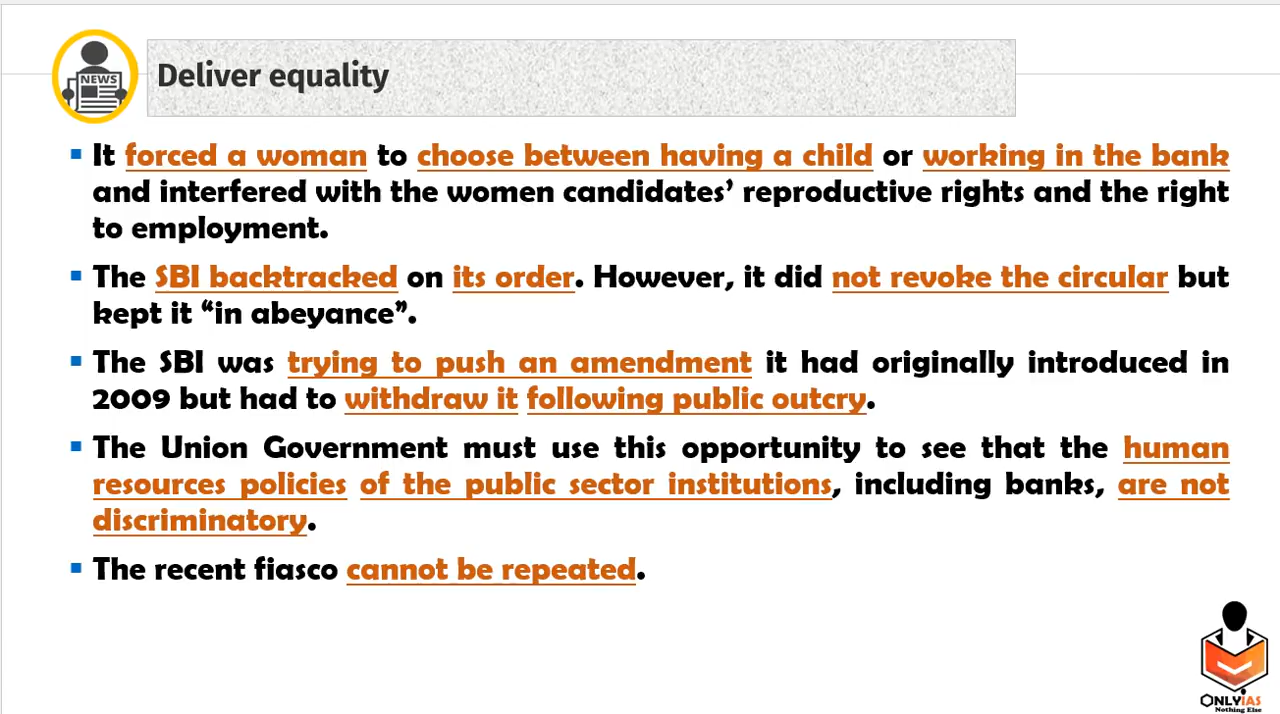 NEWS
Deliver equality
▪ It forced a woman to choose between having a child or working in the bank
and interfered with the women candidates’ reproductive rights and the right
to employment.
▪ The SBI backtracked on its order. However, it did not revoke the circular but
kept it “in abeyance”.
▪ The SBI was trying to push an amendment it had originally introduced in
2009 but had to withdraw it following public outcry.
▪ The Union Government must use this opportunity to see that the human
resources policies of the public sector institutions, including banks, are not
discriminatory.
▪ The recent fiasco cannot be repeated.
ONLYIAS
Nothing Else